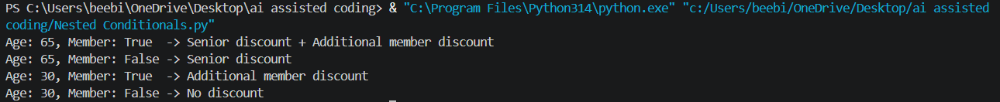 PS C:\Users\beebi\OneDrive\Desktop\ai assisted coding> & "C:\Program Files\Python314\python.exe" "c:/Users/beebi/OneDrive/Desktop/ai assisted
coding/Nested Conditionals.py"
Age: 65, Member: True  -> Senior discount + Additional member discount
Age: 65, Member: False -> Senior discount
Age: 30, Member: True  -> Additional member discount
Age: 30, Member: False -> No discount